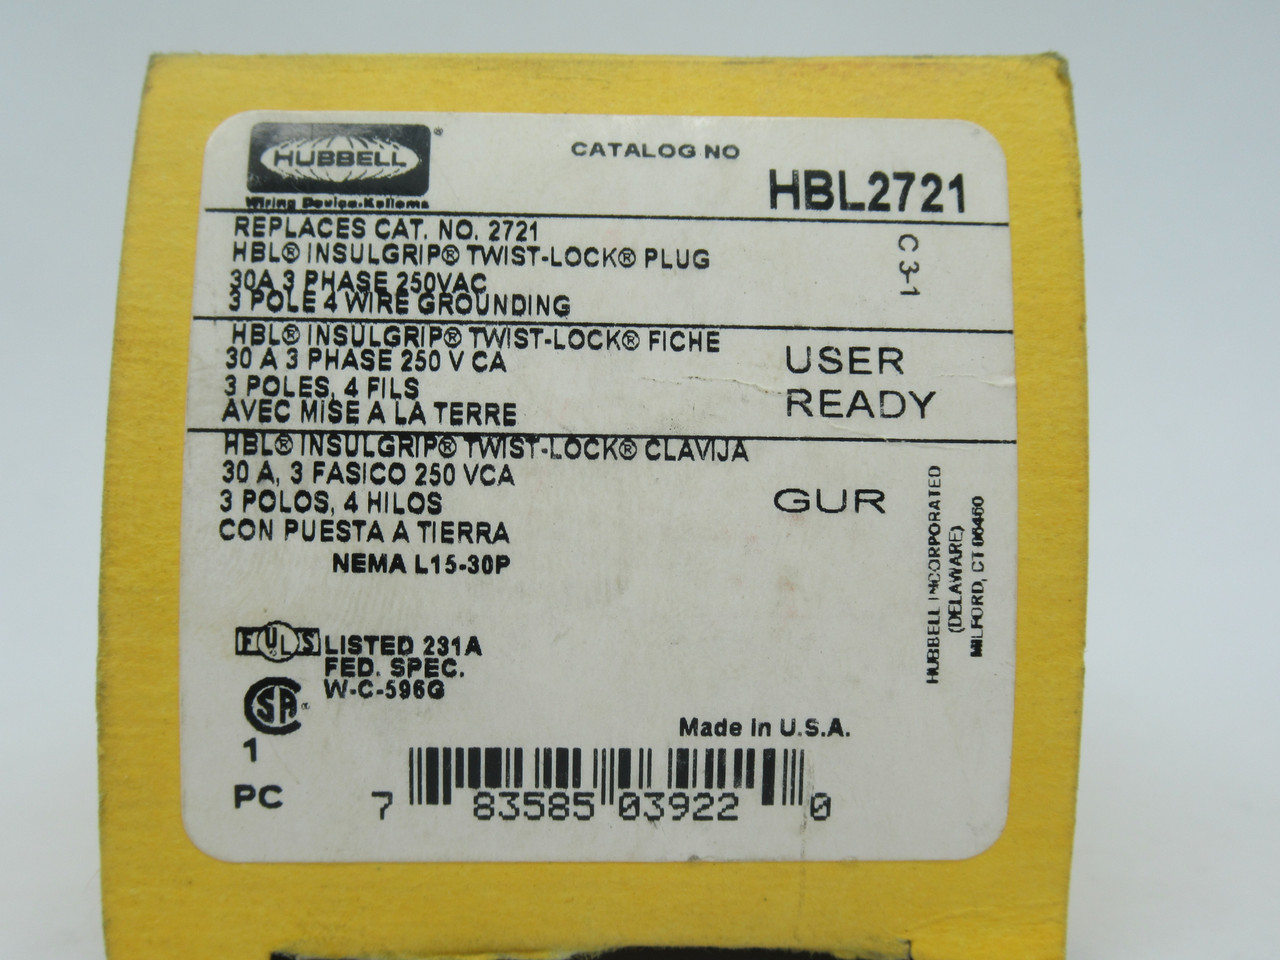 HUBBELL
®
Wiring Device-Kellems
CATALOG NO
HBL2721
REPLACES CAT. NO. 2721
HBL® INSULGRIP® TWIST-LOCK® PLUG
30A 3 PHASE 250VAC
3 POLE 4 WIRE GROUNDING
C 3-1
HBL® INSULGRIP® TWIST-LOCK® FICHE
30 A 3 PHASE 250 V CA
3 POLES, 4 FILS
AVEC MISE A LA TERRE
USER
READY
HBL® INSULGRIP® TWIST-LOCK® CLAVIJA
30 A, 3 FASICO 250 VCA
3 POLOS, 4 HILOS
CON PUESTA A TIERRA
NEMA L15-30P
GUR
HUBBELL INCORPORATED
(DELAWARE)
MILFORD, CT 06460
F UL S LISTED 231A
FED. SPEC.
W-C-596G
CSA ®
1
PC
Made in U.S.A.
7 83585 03922 0